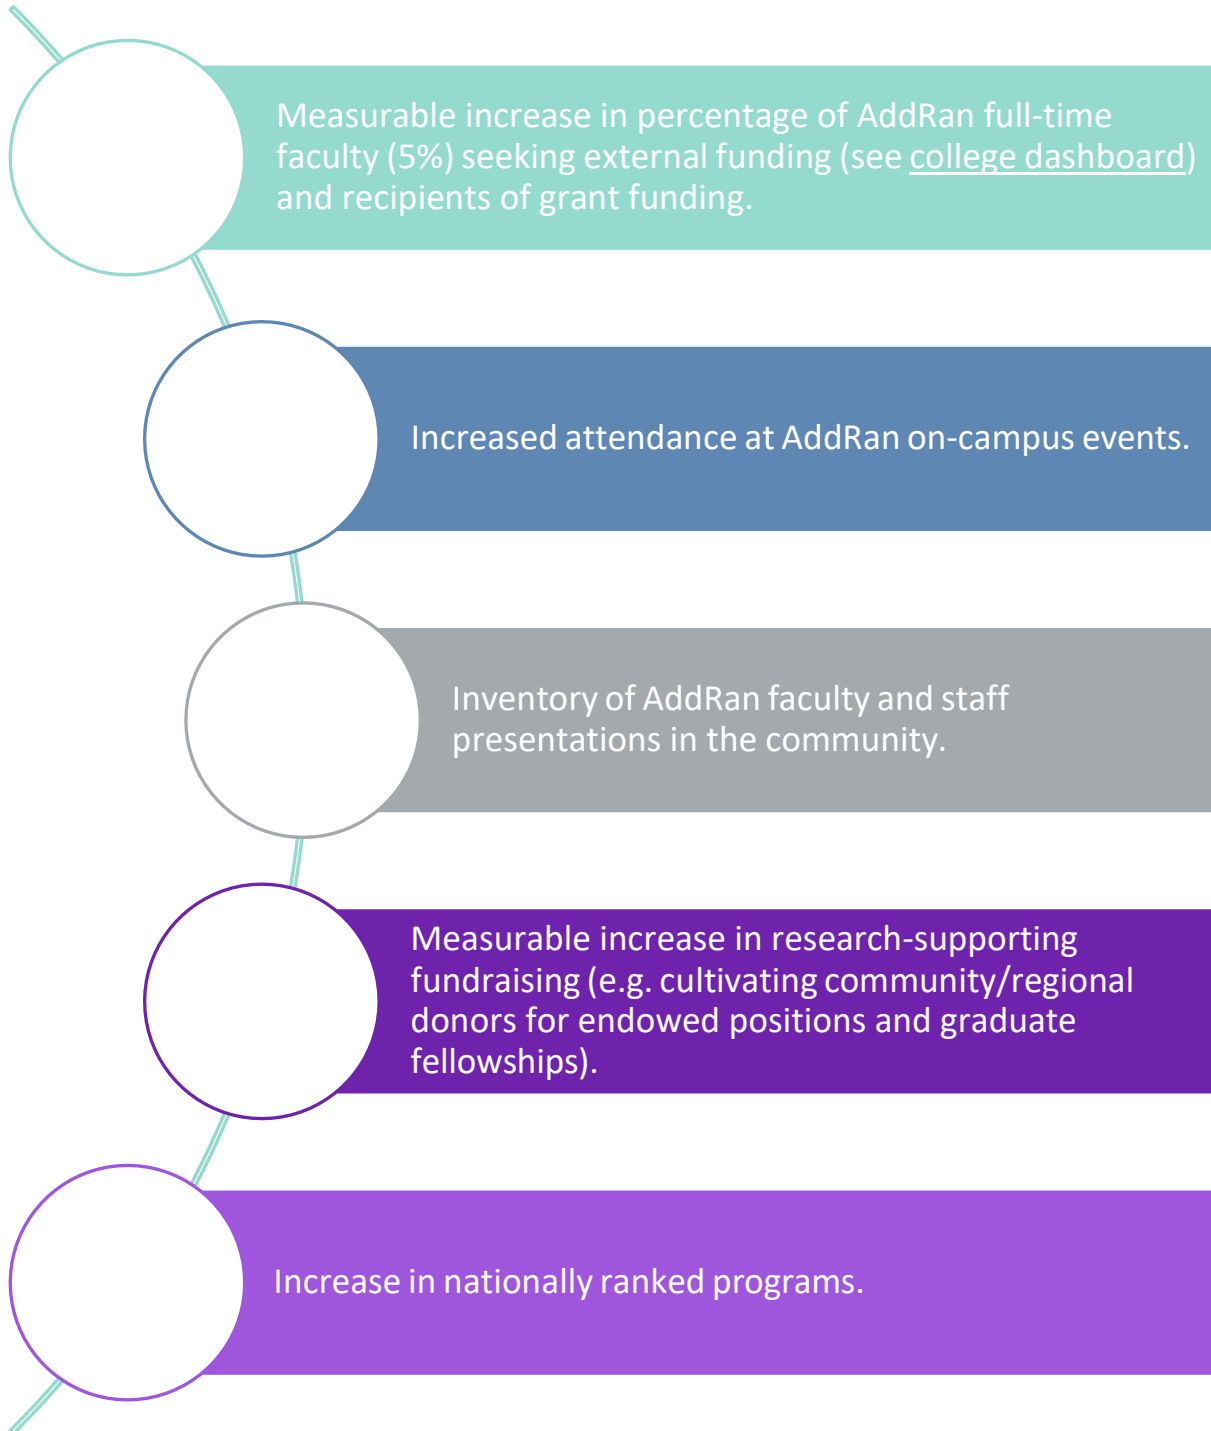 Measurable increase in percentage of AddRan full-time
faculty (5%) seeking external funding (see college dashboard)
and recipients of grant funding.
Increased attendance at AddRan on-campus events.
Inventory of AddRan faculty and staff
presentations in the community.
Measurable increase in research-supporting
fundraising (e.g. cultivating community/regional
donors for endowed positions and graduate
fellowships).
Increase in nationally ranked programs.